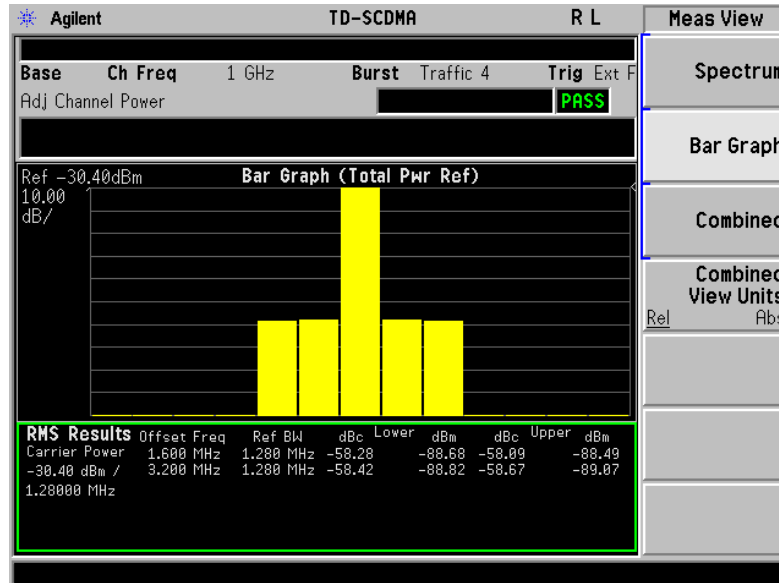 Agilent TD-SCDMA R L Meas View
Base Ch Freq 1 GHz Burst Traffic 4 Trig Ext F
Adj Channel Power PASS
Spectrum
Bar Graph
Combined
Combined
View Units
Rel Abs
Ref -30.40dBm Bar Graph (Total Pwr Ref)
10.00
dB/
RMS Results Offset Freq Ref BW dBc Lower dBm dBc Upper dBm
Carrier Power 1.600 MHz 1.280 MHz -58.28 -88.68 -58.09 -88.49
-30.40 dBm / 3.200 MHz 1.280 MHz -58.42 -88.82 -58.67 -89.07
1.28000 MHz